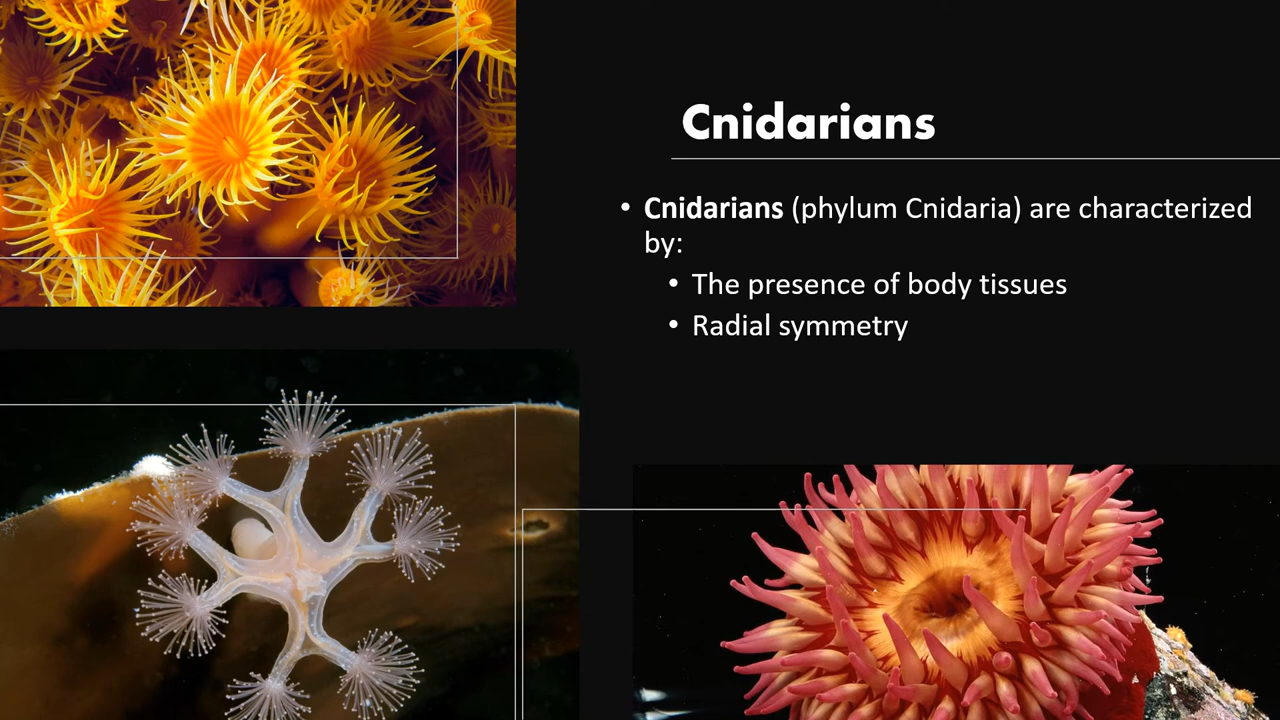 Cnidarians
• Cnidarians (phylum Cnidaria) are characterized
by:
• The presence of body tissues
• Radial symmetry